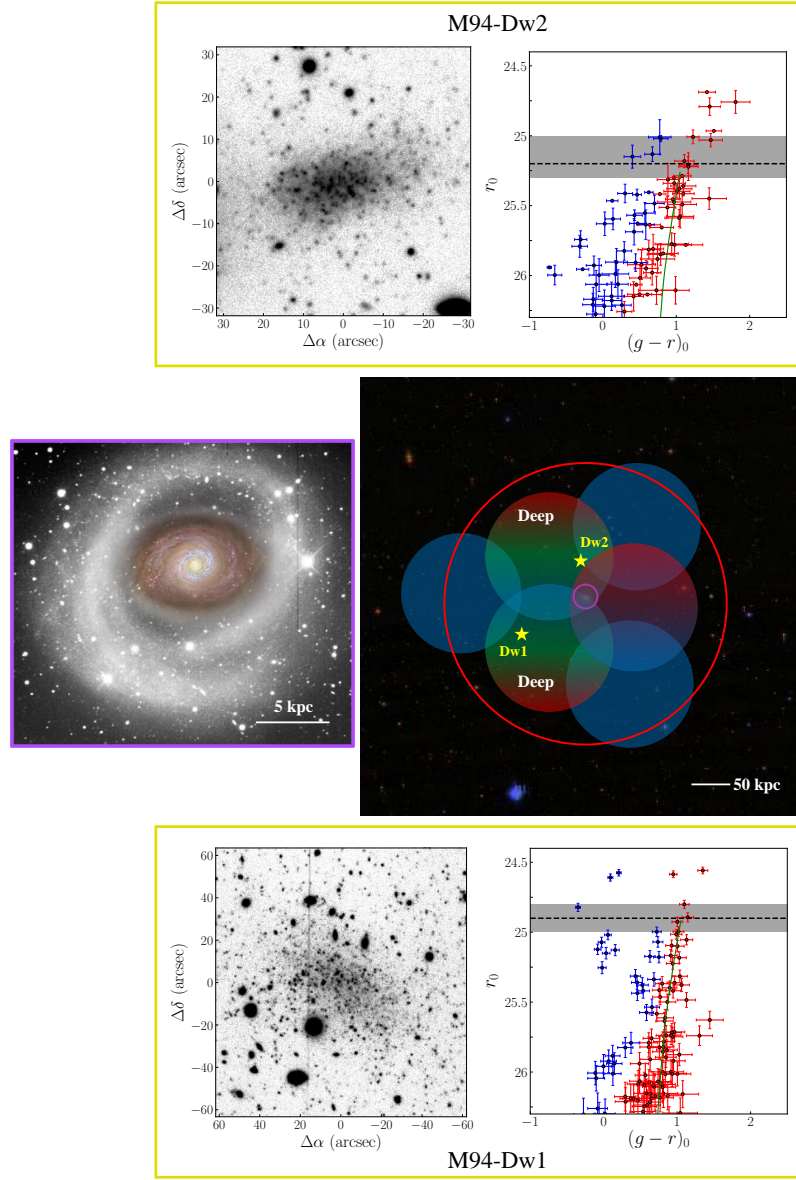 M94-Dw2
30
20
10
0
−10
−20
−30
Δδ (arcsec)
30 20 10 0 −10 −20 −30
Δα (arcsec)
24.5
25
25.5
26
r₀
−1 0 1 2
(g − r)₀
5 kpc
Deep
Dw2
Dw1
Deep
50 kpc
60
40
20
0
−20
−40
−60
Δδ (arcsec)
60 40 20 0 −20 −40 −60
Δα (arcsec)
24.5
25
25.5
26
r₀
−1 0 1 2
(g − r)₀
M94-Dw1